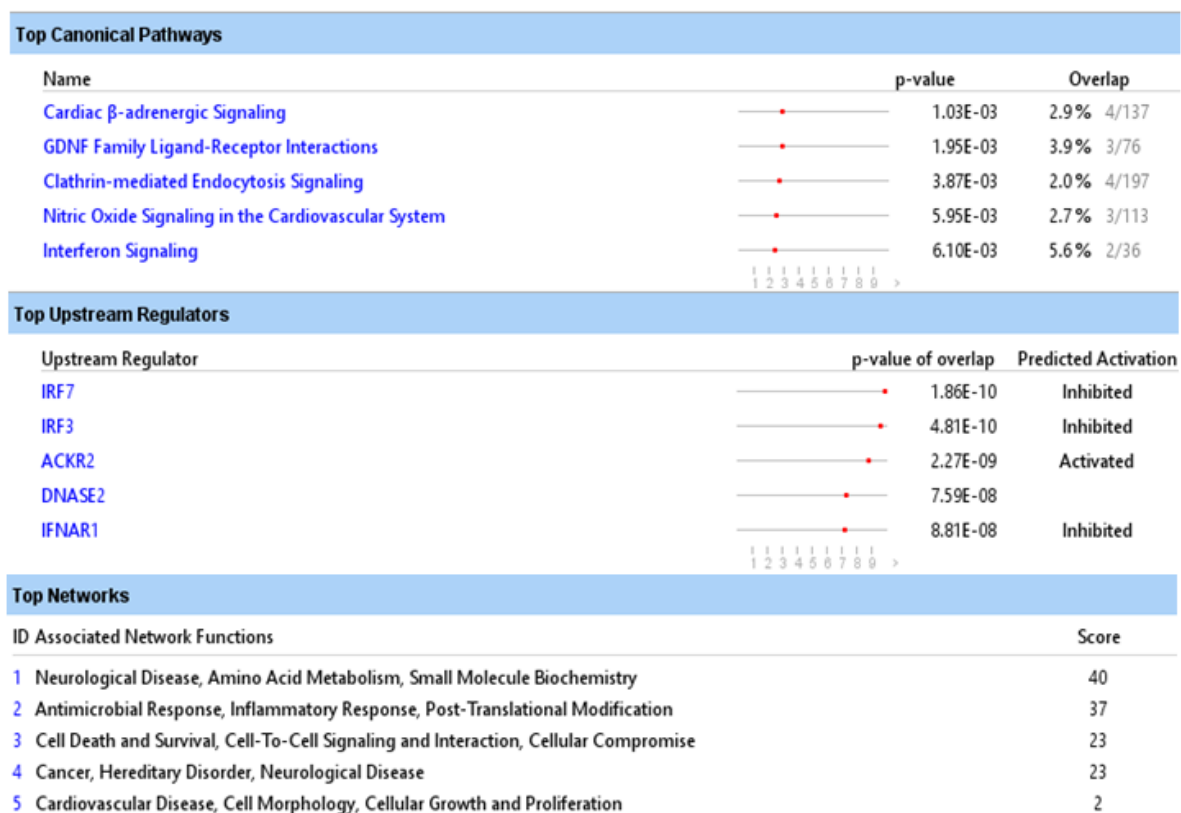 Top Canonical Pathways
Name p-value Overlap
Cardiac β-adrenergic Signaling 1.03E-03 2.9% 4/137
GDNF Family Ligand-Receptor Interactions 1.95E-03 3.9% 3/76
Clathrin-mediated Endocytosis Signaling 3.87E-03 2.0% 4/197
Nitric Oxide Signaling in the Cardiovascular System 5.95E-03 2.7% 3/113
Interferon Signaling 6.10E-03 5.6% 2/36
1 2 3 4 5 6 7 8 9 >
Top Upstream Regulators
Upstream Regulator p-value of overlap Predicted Activation
IRF7 1.86E-10 Inhibited
IRF3 4.81E-10 Inhibited
ACKR2 2.27E-09 Activated
DNASE2 7.59E-08
IFNAR1 8.81E-08 Inhibited
1 2 3 4 5 6 7 8 9 >
Top Networks
ID Associated Network Functions Score
1 Neurological Disease, Amino Acid Metabolism, Small Molecule Biochemistry 40
2 Antimicrobial Response, Inflammatory Response, Post-Translational Modification 37
3 Cell Death and Survival, Cell-To-Cell Signaling and Interaction, Cellular Compromise 23
4 Cancer, Hereditary Disorder, Neurological Disease 23
5 Cardiovascular Disease, Cell Morphology, Cellular Growth and Proliferation 2